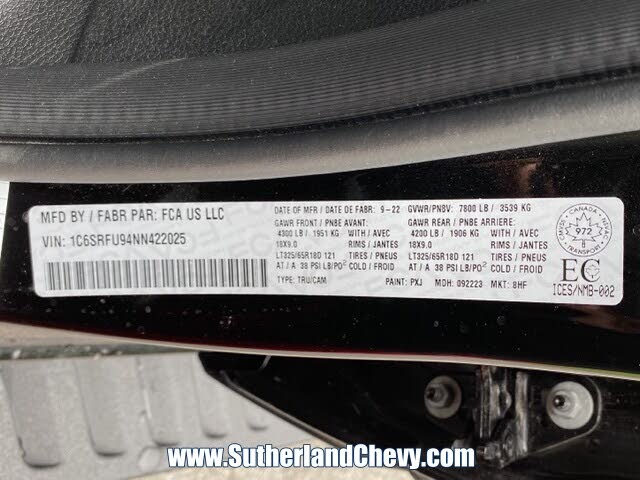 MFD BY / FABR PAR: FCA US LLC
VIN: 1C6SRFU94NN422025
DATE OF MFR / DATE DE FABR: 9-22 GVWR/PNBV: 7800 LB / 3539 KG
GAWR FRONT / PNBE AVANT: GAWR REAR / PNBE ARRIERE:
4300 LB / 1951 KG WITH / AVEC 4200 LB / 1906 KG WITH / AVEC
18X9.0 RIMS / JANTES 18X9.0 RIMS / JANTES
LT325/65R18D 121 TIRES / PNEUS LT325/65R18D 121 TIRES / PNEUS
AT / A 38 PSI LB/PO² COLD / FROID AT / A 38 PSI LB/PO² COLD / FROID
TYPE: TRU/CAM PAINT: PXJ MDH: 092223 MKT: 8HF
CANADA
972
TRANSPORT
EC
ICES/NMB-002
www.SutherlandChevy.com